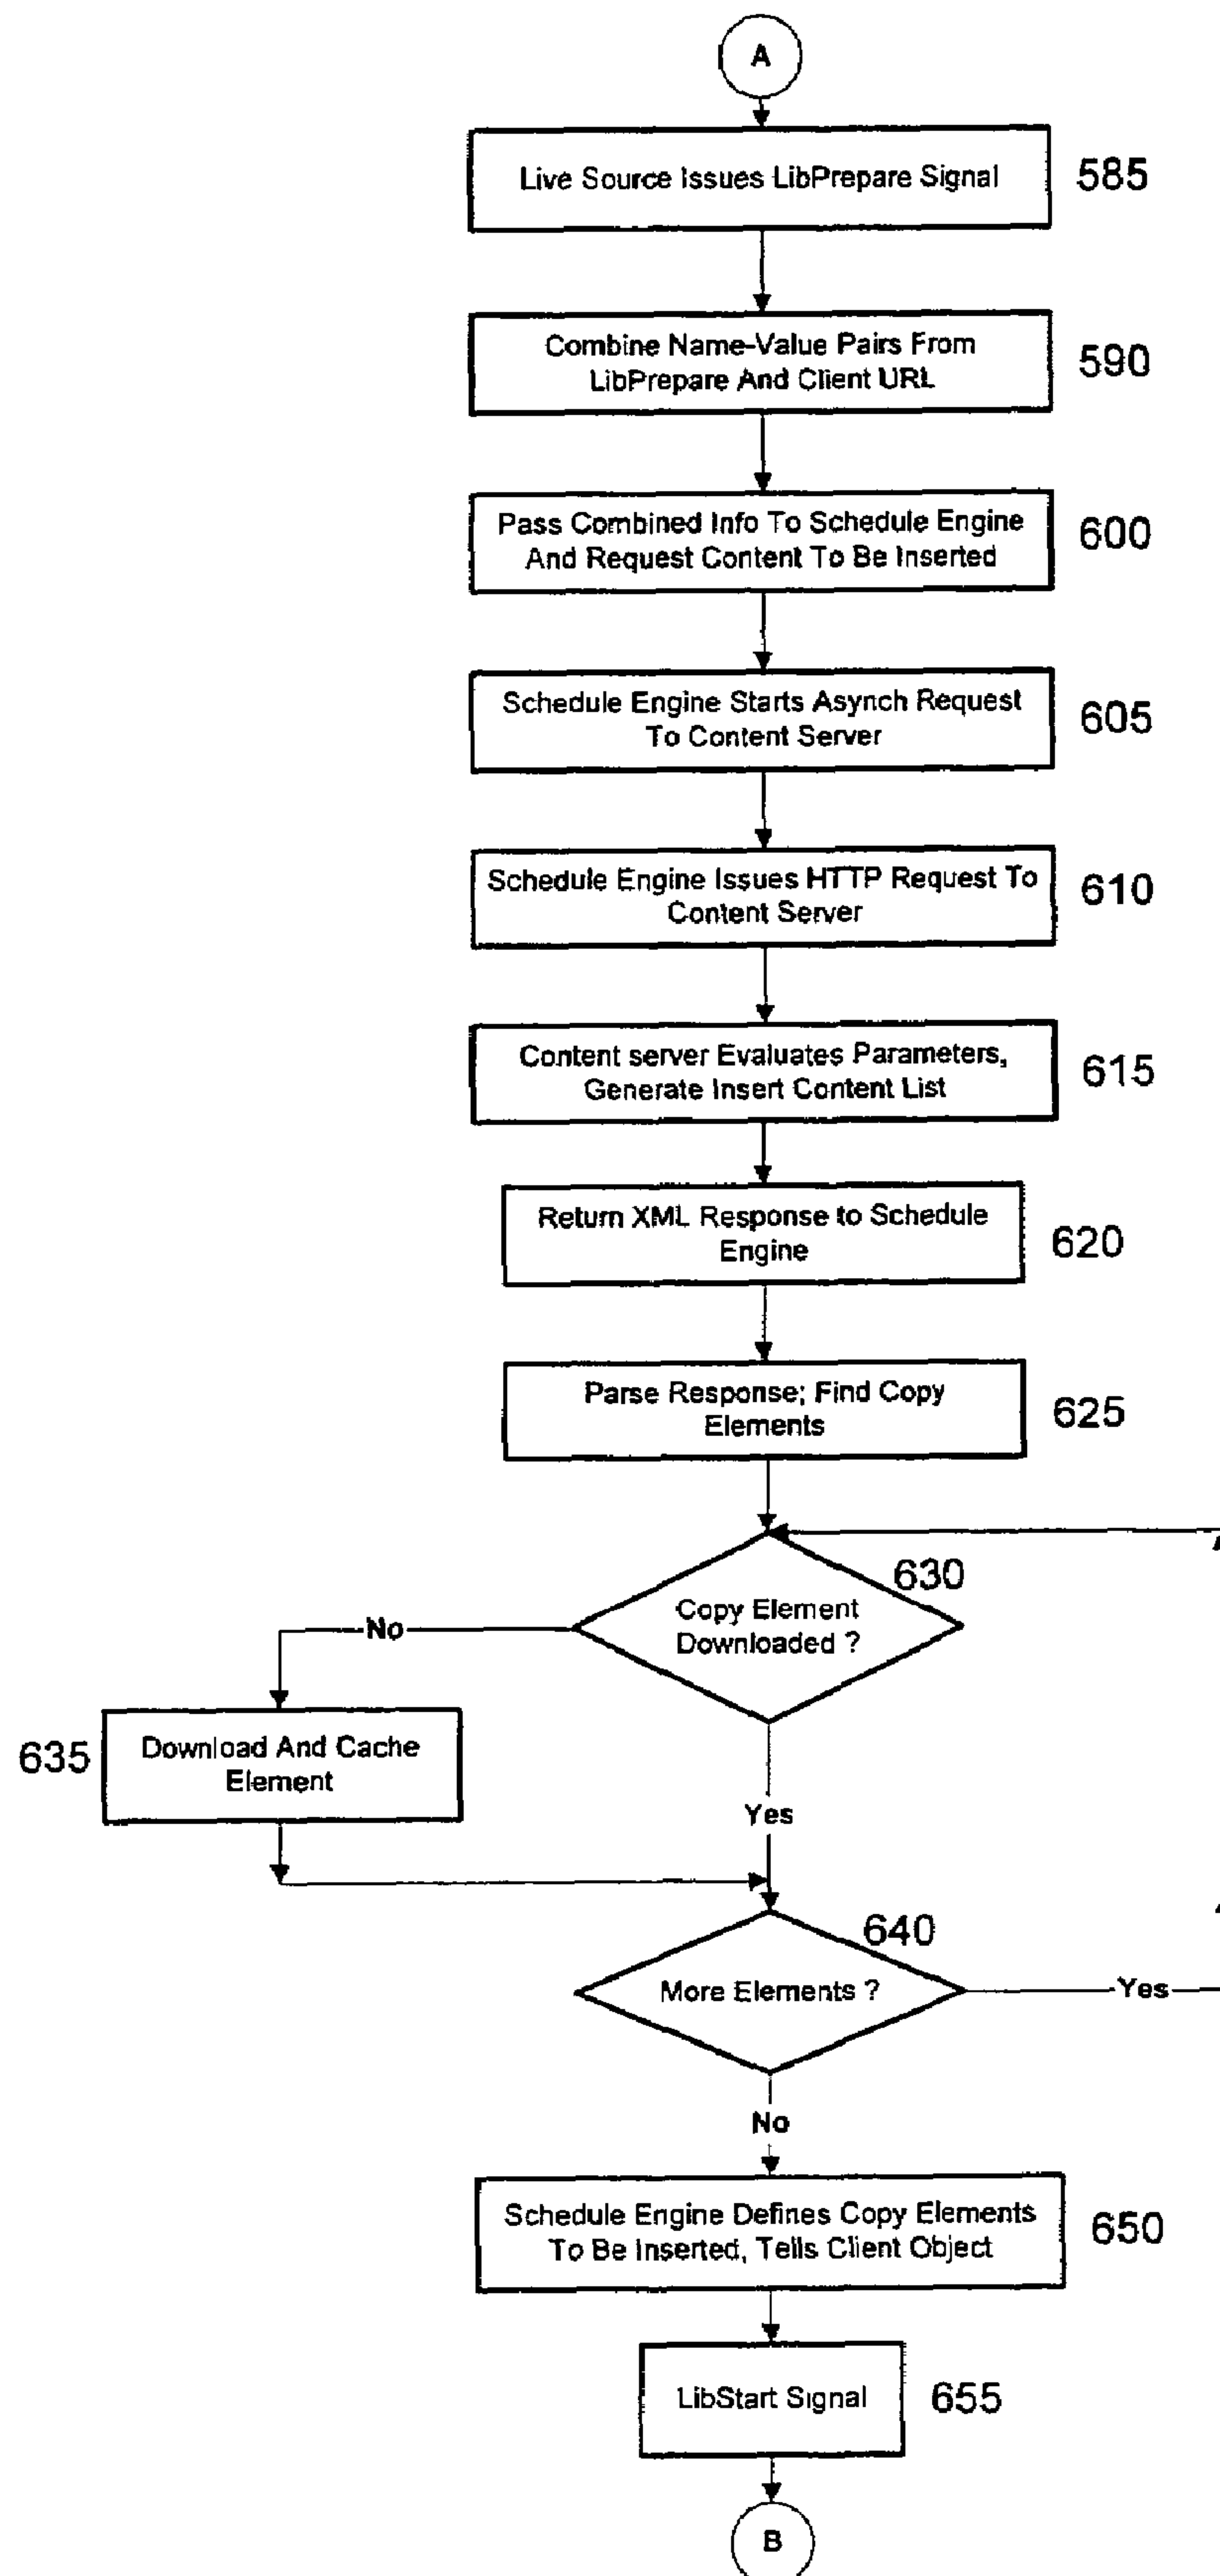 A
Live Source Issues LibPrepare Signal
585
Combine Name-Value Pairs From
LibPrepare And Client URL
590
Pass Combined Info To Schedule Engine
And Request Content To Be Inserted
600
Schedule Engine Starts Asynch Request
To Content Server
605
Schedule Engine Issues HTTP Request To
Content Server
610
Content server Evaluates Parameters,
Generate Insert Content List
615
Return XML Response to Schedule
Engine
620
Parse Response; Find Copy
Elements
625
630
Copy Element
Downloaded ?
No
635
Download And Cache
Element
Yes
640
More Elements ?
Yes
No
Schedule Engine Defines Copy Elements
To Be Inserted, Tells Client Object
650
LibStart Signal
655
B